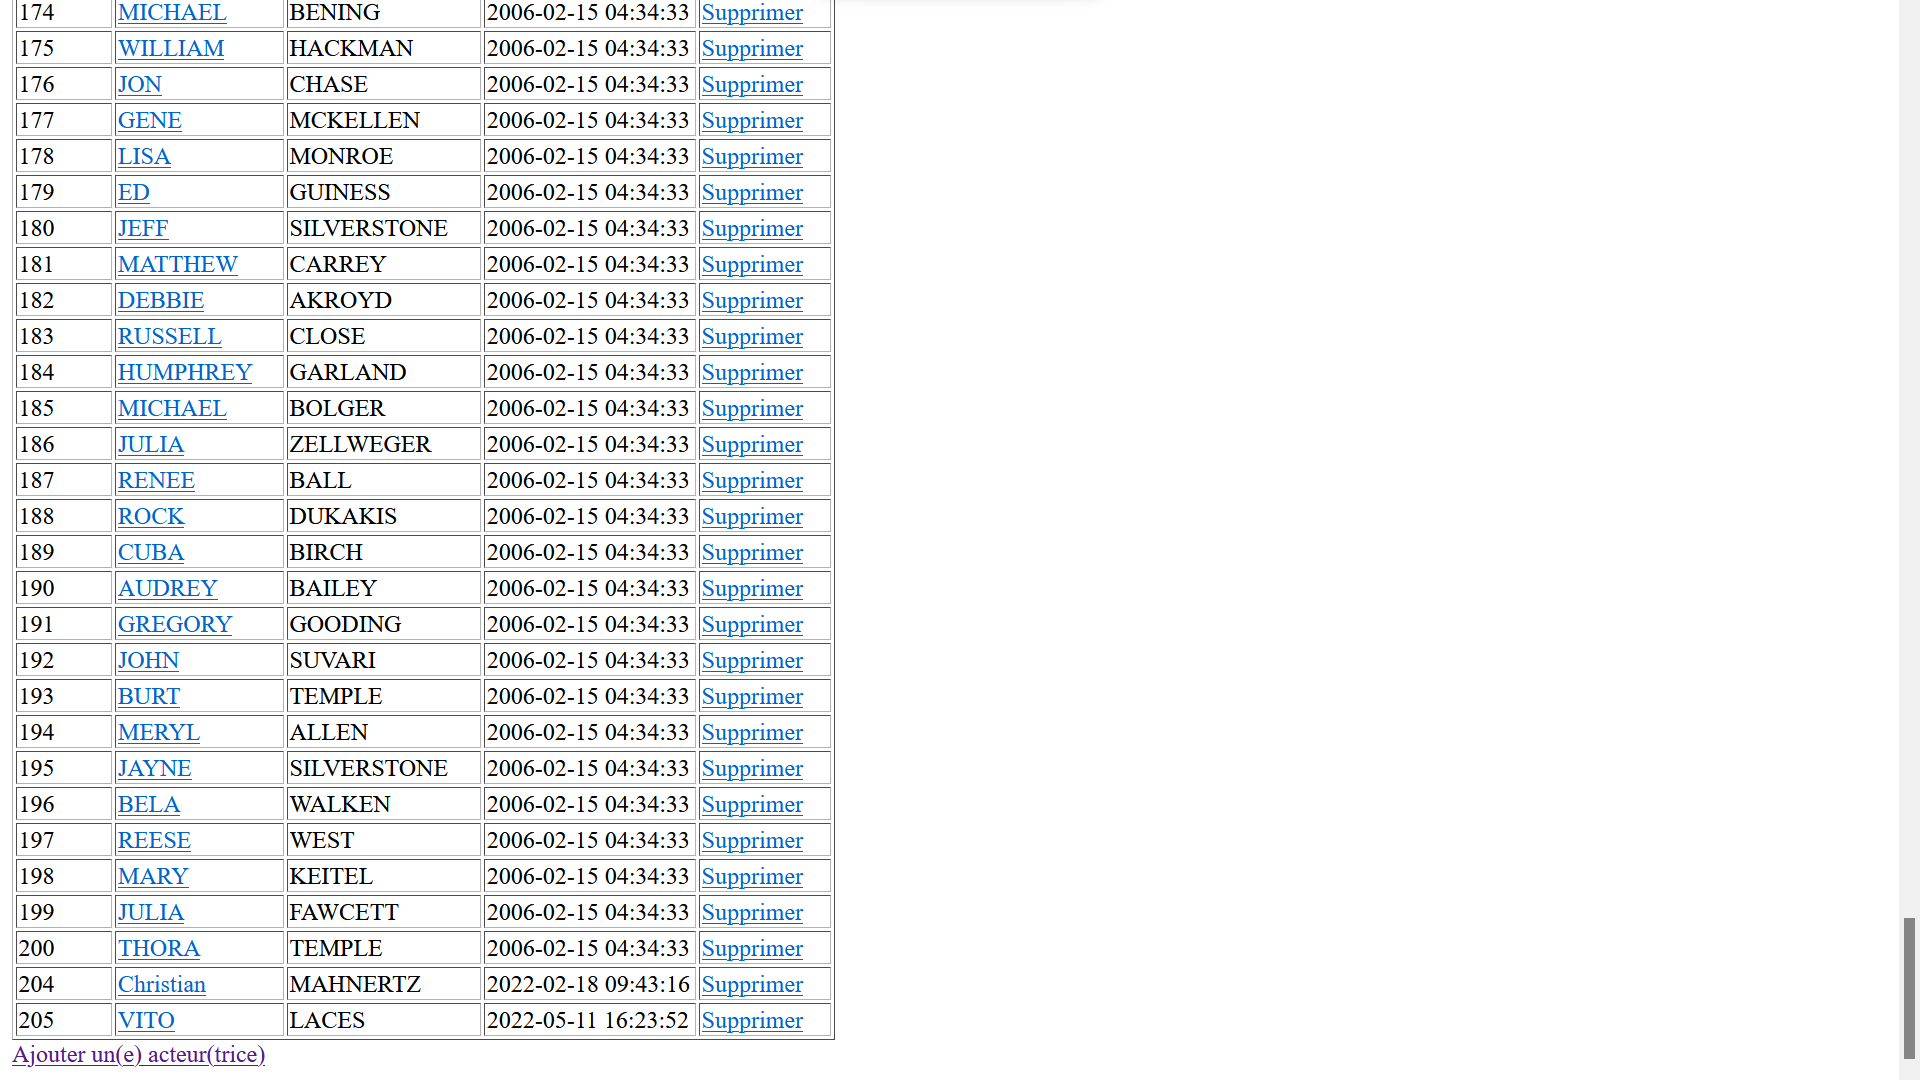 174 MICHAEL BENING 2006-02-15 04:34:33 Supprimer
175 WILLIAM HACKMAN 2006-02-15 04:34:33 Supprimer
176 JON CHASE 2006-02-15 04:34:33 Supprimer
177 GENE MCKELLEN 2006-02-15 04:34:33 Supprimer
178 LISA MONROE 2006-02-15 04:34:33 Supprimer
179 ED GUINESS 2006-02-15 04:34:33 Supprimer
180 JEFF SILVERSTONE 2006-02-15 04:34:33 Supprimer
181 MATTHEW CARREY 2006-02-15 04:34:33 Supprimer
182 DEBBIE AKROYD 2006-02-15 04:34:33 Supprimer
183 RUSSELL CLOSE 2006-02-15 04:34:33 Supprimer
184 HUMPHREY GARLAND 2006-02-15 04:34:33 Supprimer
185 MICHAEL BOLGER 2006-02-15 04:34:33 Supprimer
186 JULIA ZELLWEGER 2006-02-15 04:34:33 Supprimer
187 RENEE BALL 2006-02-15 04:34:33 Supprimer
188 ROCK DUKAKIS 2006-02-15 04:34:33 Supprimer
189 CUBA BIRCH 2006-02-15 04:34:33 Supprimer
190 AUDREY BAILEY 2006-02-15 04:34:33 Supprimer
191 GREGORY GOODING 2006-02-15 04:34:33 Supprimer
192 JOHN SUVARI 2006-02-15 04:34:33 Supprimer
193 BURT TEMPLE 2006-02-15 04:34:33 Supprimer
194 MERYL ALLEN 2006-02-15 04:34:33 Supprimer
195 JAYNE SILVERSTONE 2006-02-15 04:34:33 Supprimer
196 BELA WALKEN 2006-02-15 04:34:33 Supprimer
197 REESE WEST 2006-02-15 04:34:33 Supprimer
198 MARY KEITEL 2006-02-15 04:34:33 Supprimer
199 JULIA FAWCETT 2006-02-15 04:34:33 Supprimer
200 THORA TEMPLE 2006-02-15 04:34:33 Supprimer
204 Christian MAHNERTZ 2022-02-18 09:43:16 Supprimer
205 VITO LACES 2022-05-11 16:23:52 Supprimer
Ajouter un(e) acteur(trice)